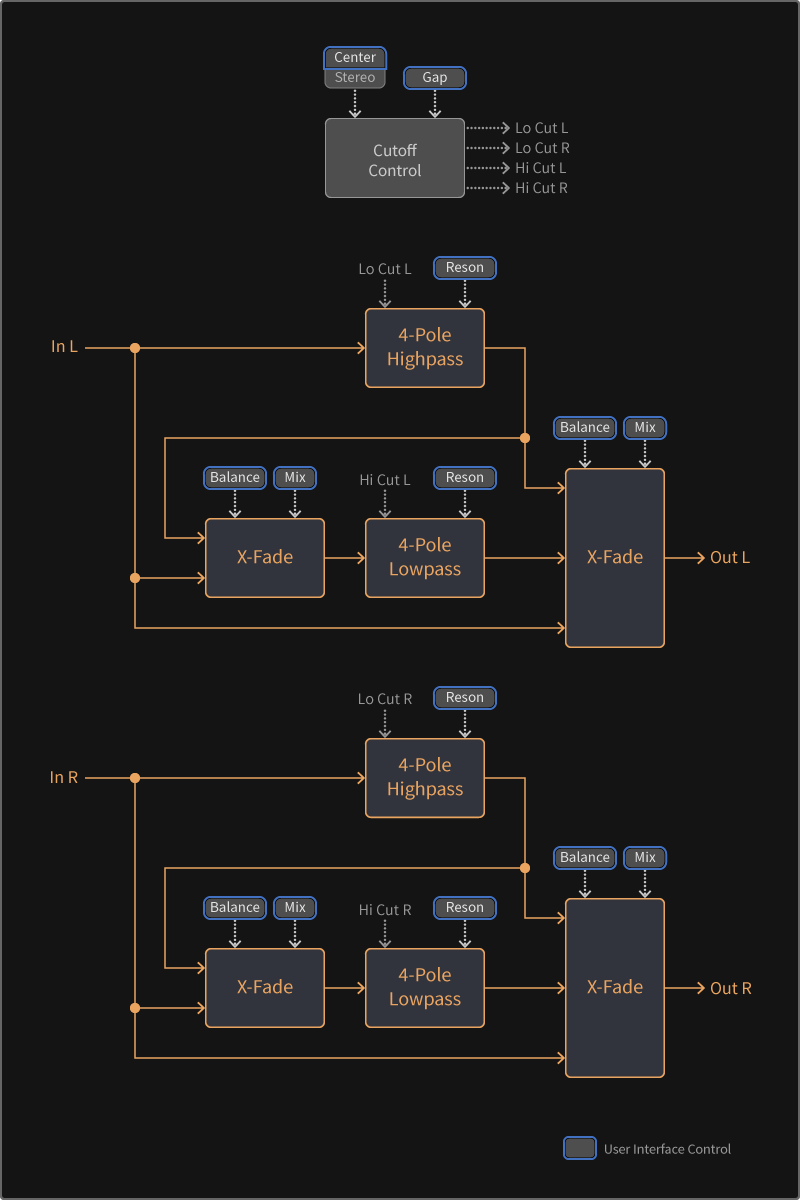 Center
Stereo
Gap
Cutoff
Control
Lo Cut L
Lo Cut R
Hi Cut L
Hi Cut R
Lo Cut L
Reson
In L
4-Pole
Highpass
Balance
Mix
Balance
Mix
Hi Cut L
Reson
X-Fade
4-Pole
Lowpass
X-Fade
Out L
Lo Cut R
Reson
In R
4-Pole
Highpass
Balance
Mix
Balance
Mix
Hi Cut R
Reson
X-Fade
4-Pole
Lowpass
X-Fade
Out R
User Interface Control